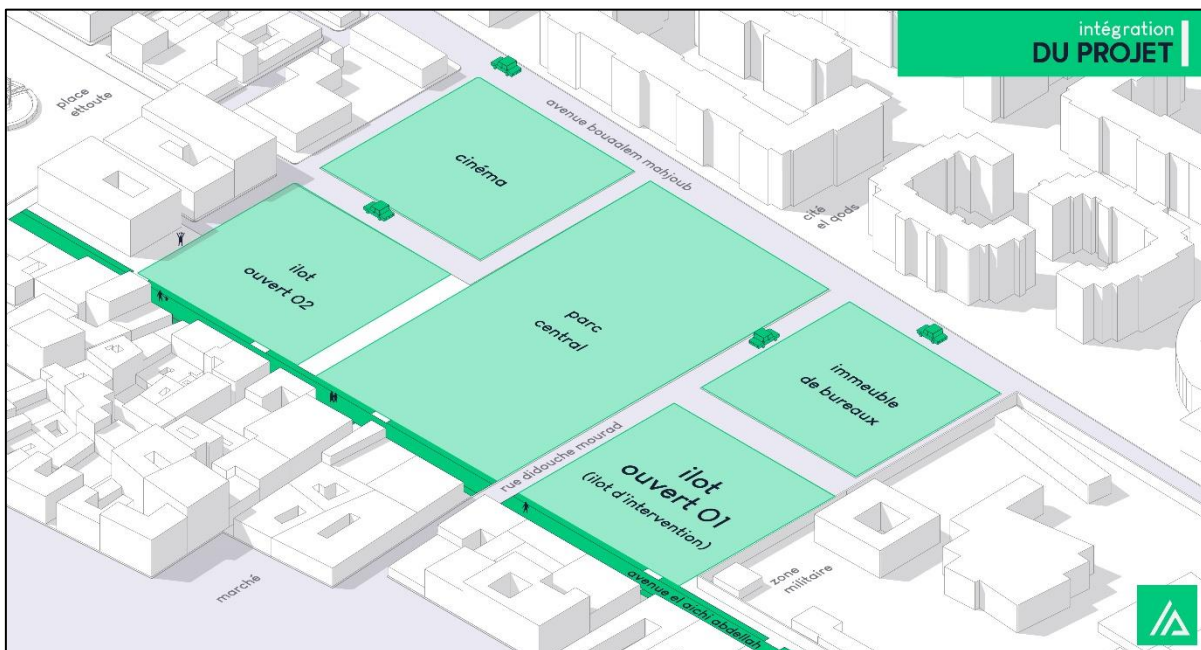 intégration
DU PROJET
place
ettoute
avenue bouaalem mahjoub
cinéma
cité
el qods
ilot
ouvert 02
parc
central
immeuble
de bureaux
rue didouche mourad
ilot
ouvert 01
(ilot d'intervention)
marché
zone
militaire
avenue el aichi abdellah